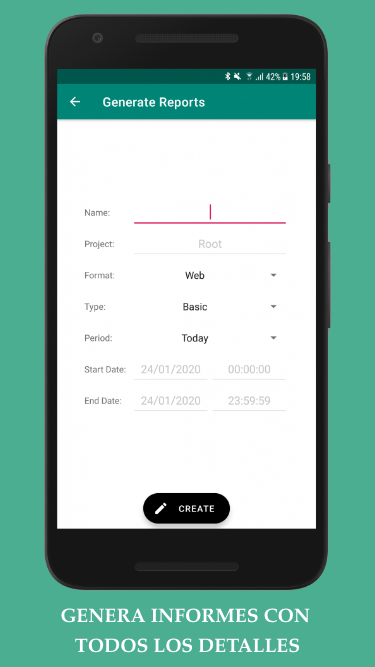 42% 19:58
Generate Reports
Name:
Project: Root
Format: Web
Type: Basic
Period: Today
Start Date: 24/01/2020 00:00:00
End Date: 24/01/2020 23:59:59
CREATE
GENERA INFORMES CON
TODOS LOS DETALLES